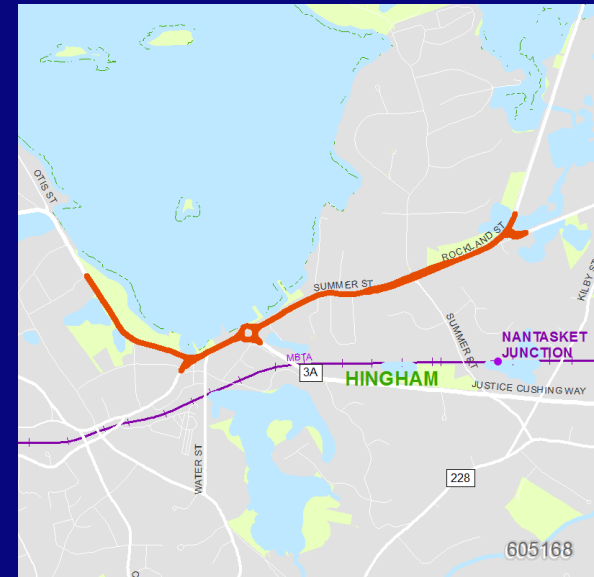 OTIS ST
ROCKLAND ST
KILBY ST
SUMMER ST
SUMMER ST
NANTASKET
JUNCTION
MBTA
3A
HINGHAM
JUSTICE CUSHING WAY
WATER ST
228
605168